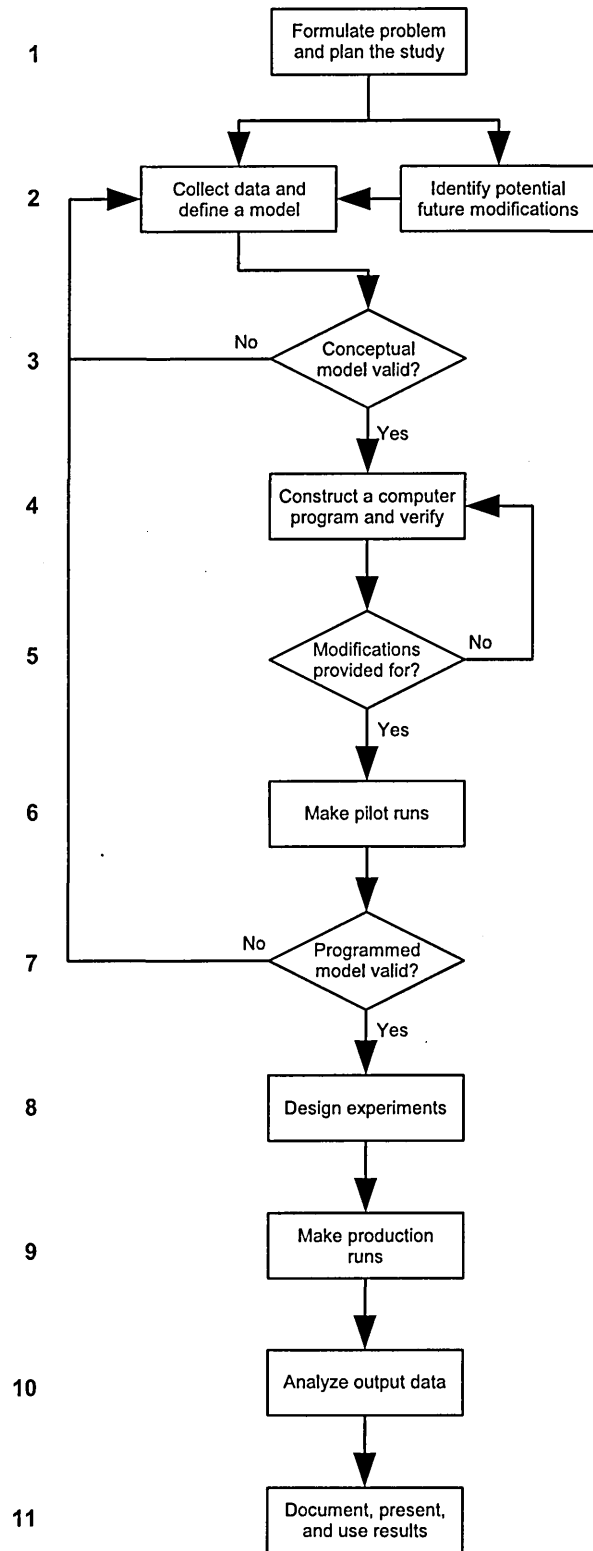 1
Formulate problem
and plan the study
2
Collect data and
define a model
Identify potential
future modifications
3
No
Conceptual
model valid?
Yes
4
Construct a computer
program and verify
5
Modifications
provided for?
No
Yes
6
Make pilot runs
7
No
Programmed
model valid?
Yes
8
Design experiments
9
Make production
runs
10
Analyze output data
11
Document, present,
and use results